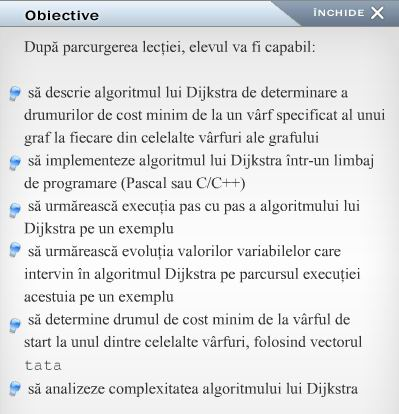 Obiective
ÎNCHIDE
După parcurgerea lecției, elevul va fi capabil:
să descrie algoritmul lui Dijkstra de determinare a
drumurilor de cost minim de la un vârf specificat al unui
graf la fiecare din celelalte vârfuri ale grafului
să implementeze algoritmul lui Dijkstra într-un limbaj
de programare (Pascal sau C/C++)
să urmărească execuția pas cu pas a algoritmului lui
Dijkstra pe un exemplu
să urmărească evoluția valorilor variabilelor care
intervin în algoritmul Dijkstra pe parcursul execuției
acestuia pe un exemplu
să determine drumul de cost minim de la vârful de
start la unul dintre celelalte vârfuri, folosind vectorul
tata
să analizeze complexitatea algoritmului lui Dijkstra